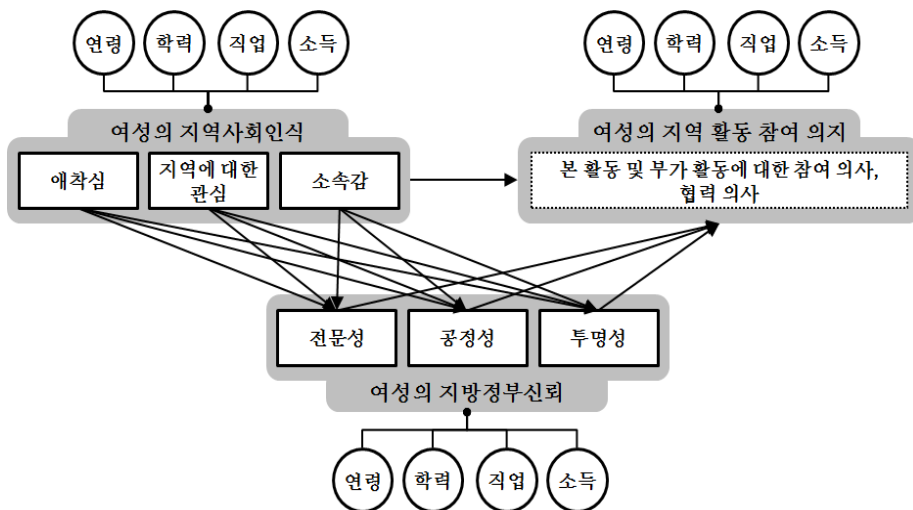 연령 학력 직업 소득
연령 학력 직업 소득
여성의 지역사회인식
애착심
지역에 대한
관심
소속감
여성의 지역 활동 참여 의지
본 활동 및 부가 활동에 대한 참여 의사,
협력 의사
전문성 공정성 투명성
여성의 지방정부신뢰
연령 학력 직업 소득